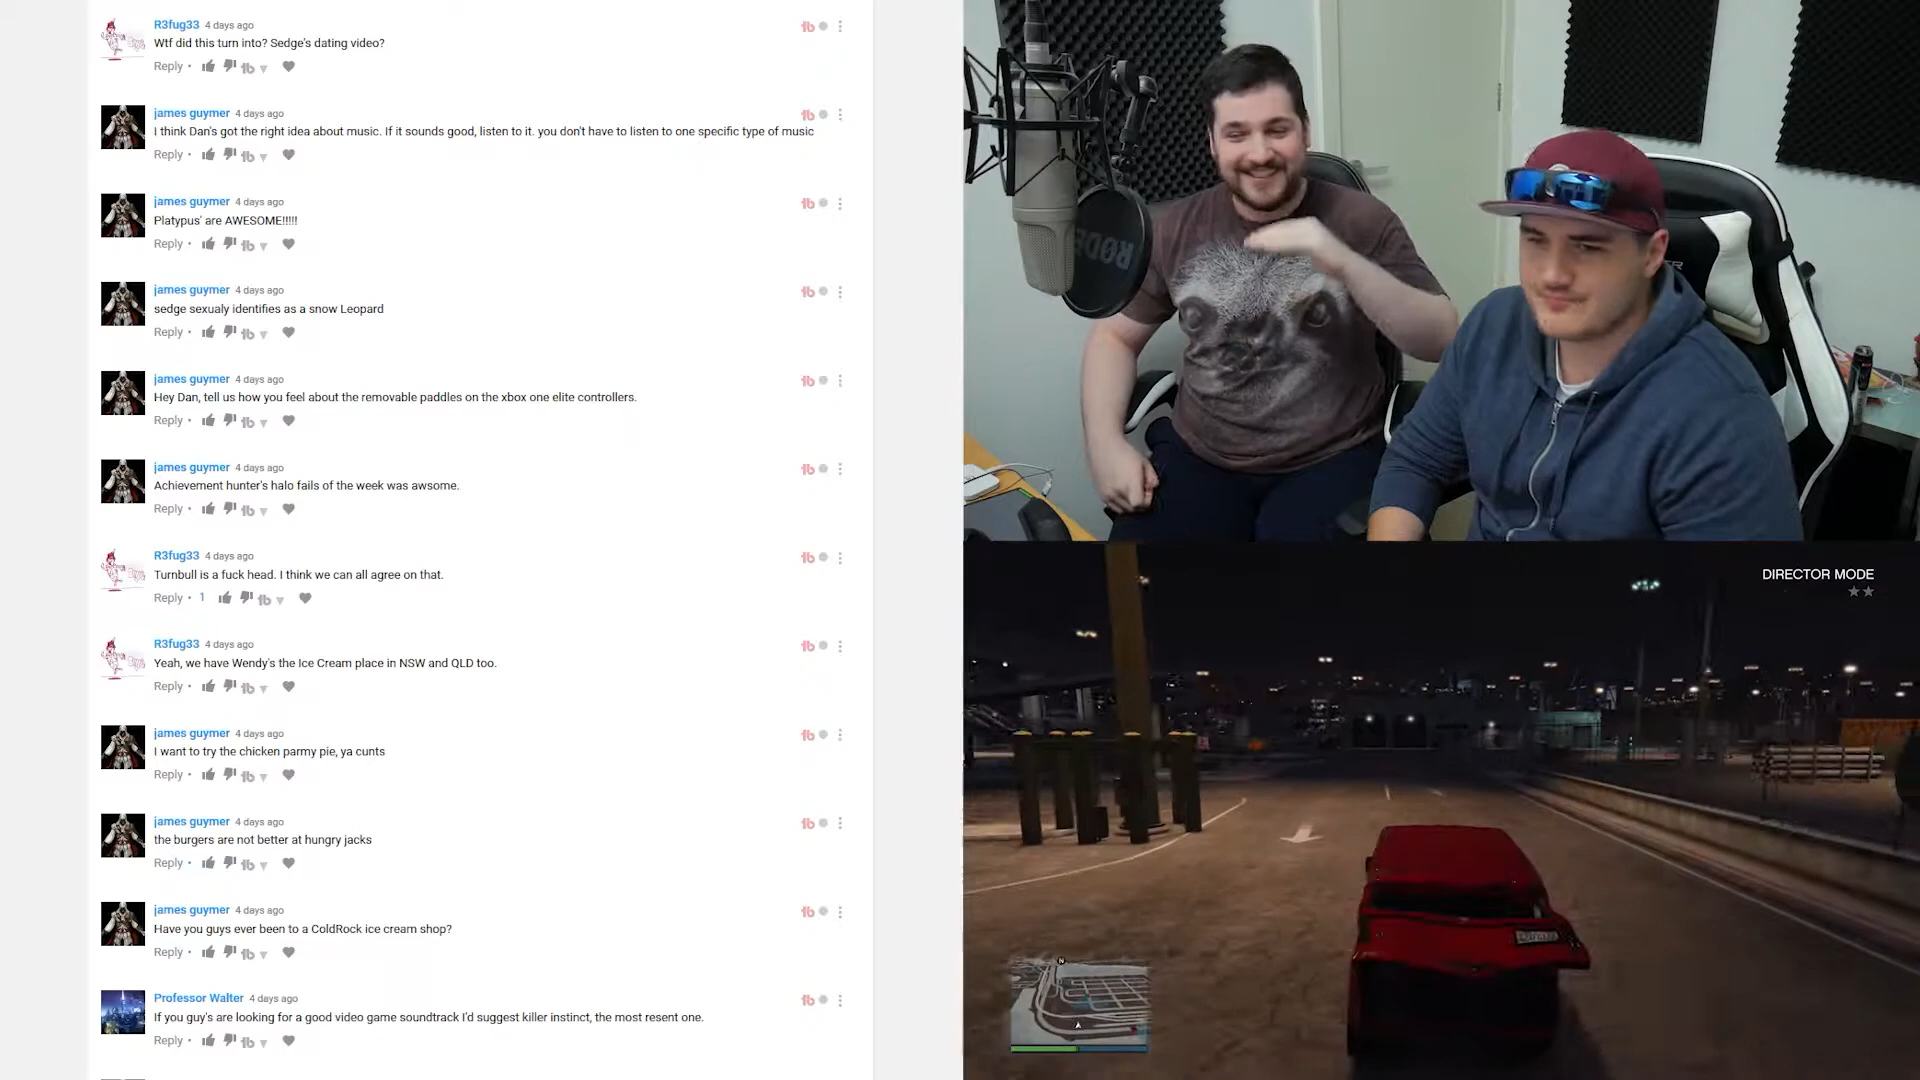 R3fug33 4 days ago
Wtf did this turn into? Sedge's dating video?
Reply •
james guymer 4 days ago
I think Dan's got the right idea about music. If it sounds good, listen to it. you don't have to listen to one specific type of music
Reply •
james guymer 4 days ago
Platypus' are AWESOME!!!!!
Reply •
james guymer 4 days ago
sedge sexualy identifies as a snow Leopard
Reply •
james guymer 4 days ago
Hey Dan, tell us how you feel about the removable paddles on the xbox one elite controllers.
Reply •
james guymer 4 days ago
Achievement hunter's halo fails of the week was awsome.
Reply •
R3fug33 4 days ago
Turnbull is a fuck head. I think we can all agree on that.
Reply • 1
R3fug33 4 days ago
Yeah, we have Wendy's the Ice Cream place in NSW and QLD too.
Reply •
james guymer 4 days ago
I want to try the chicken parmy pie, ya cunts
Reply •
james guymer 4 days ago
the burgers are not better at hungry jacks
Reply •
james guymer 4 days ago
Have you guys ever been to a ColdRock ice cream shop?
Reply •
Professor Walter 4 days ago
If you guy's are looking for a good video game soundtrack I'd suggest killer instinct, the most resent one.
Reply •
RØDE
DIRECTOR MODE
N